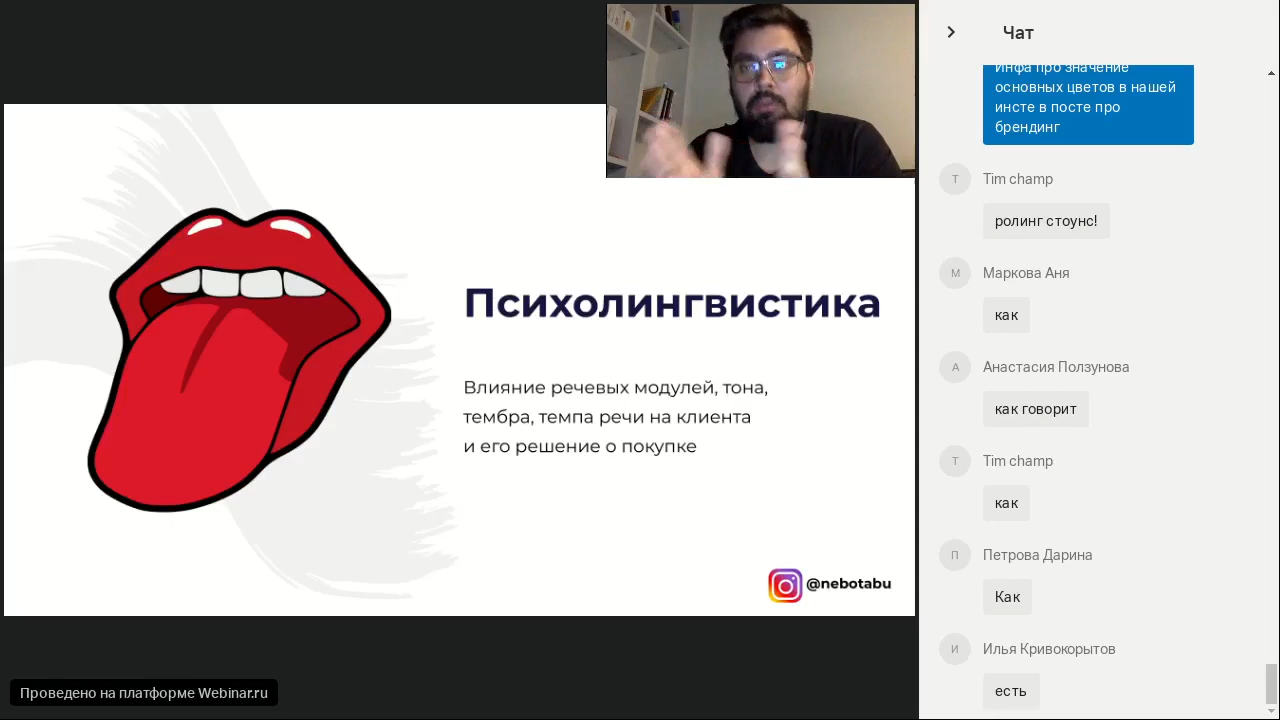 Психолингвистика
Влияние речевых модулей, тона,
тембра, темпа речи на клиента
и его решение о покупке
@nebotabu
Проведено на платформе Webinar.ru
Чат
Инфа про значение
основных цветов в нашей
инсте в посте про
брендинг
T
Tim champ
ролинг стоунс!
М
Маркова Аня
как
А
Анастасия Ползунова
как говорит
T
Tim champ
как
П
Петрова Дарина
Как
И
Илья Кривокорытов
есть